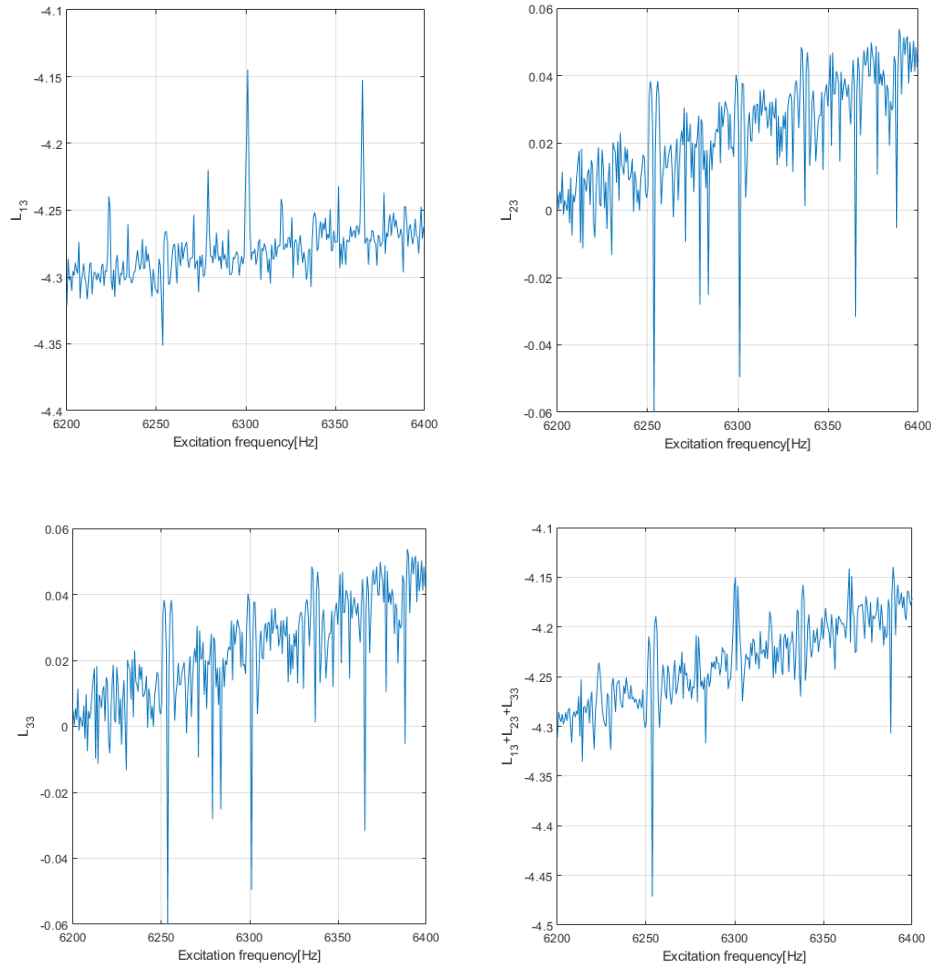 -4.1
-4.15
-4.2
-4.25
-4.3
-4.35
-4.4
L13
6200 6250 6300 6350 6400
Excitation frequency[Hz]
0.06
0.04
0.02
0
-0.02
-0.04
-0.06
L23
6200 6250 6300 6350 6400
Excitation frequency[Hz]
0.06
0.04
0.02
0
-0.02
-0.04
-0.06
L33
6200 6250 6300 6350 6400
Excitation frequency[Hz]
-4.1
-4.15
-4.2
-4.25
-4.3
-4.35
-4.4
-4.45
-4.5
L13+L23+L33
6200 6250 6300 6350 6400
Excitation frequency[Hz]